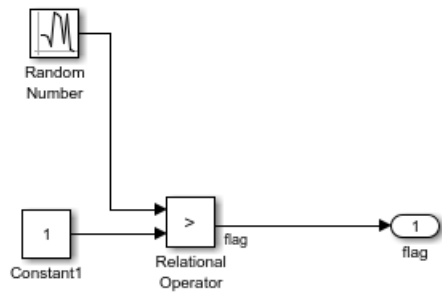 Random
Number
1
Constant1
>
Relational
Operator
flag
1
flag